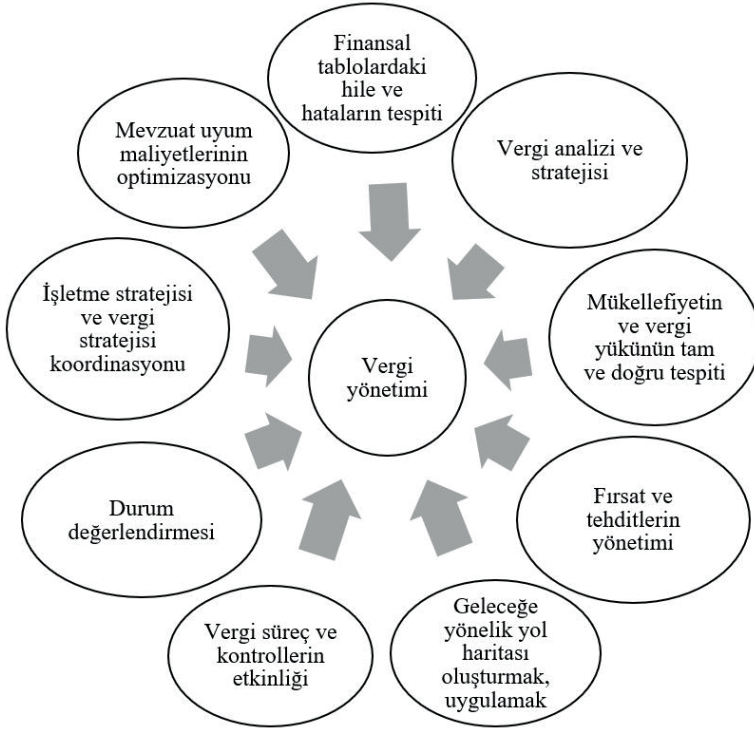 Finansal
tablolardaki
hile ve
hataların tespiti
Vergi analizi ve
stratejisi
Mükellefiyetin
ve vergi
yükünün tam
ve doğru tespiti
Fırsat ve
tehditlerin
yönetimi
Geleceğe
yönelik yol
haritası
oluşturmak,
uygulamak
Vergi süreç ve
kontrollerin
etkinliği
Durum
değerlendirmesi
İşletme stratejisi
ve vergi
stratejisi
koordinasyonu
Mevzuat uyum
maliyetlerinin
optimizasyonu
Vergi
yönetimi